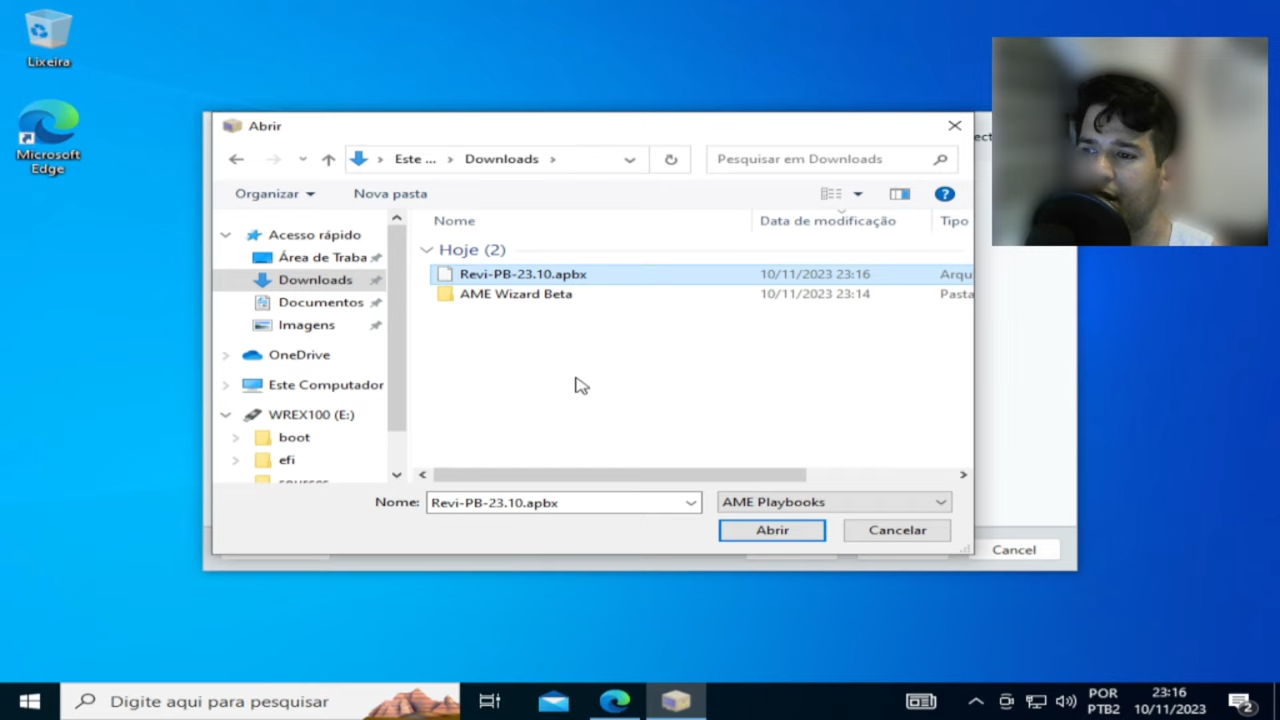 Lixeira
Microsoft
Edge
Abrir
Este ... Downloads
Pesquisar em Downloads
Organizar
Nova pasta
Nome
Data de modificação
Tipo
Acesso rápido
Hoje (2)
Área de Traba
Revi-PB-23.10.apbx
10/11/2023 23:16
Arqu
Downloads
AME Wizard Beta
10/11/2023 23:14
Pasta
Documentos
Imagens
OneDrive
Este Computador
WREX100 (E:)
boot
efi
Nome:
Revi-PB-23.10.apbx
AME Playbooks
Abrir
Cancelar
Cancel
Digite aqui para pesquisar
POR
PTB2
23:16
10/11/2023
2